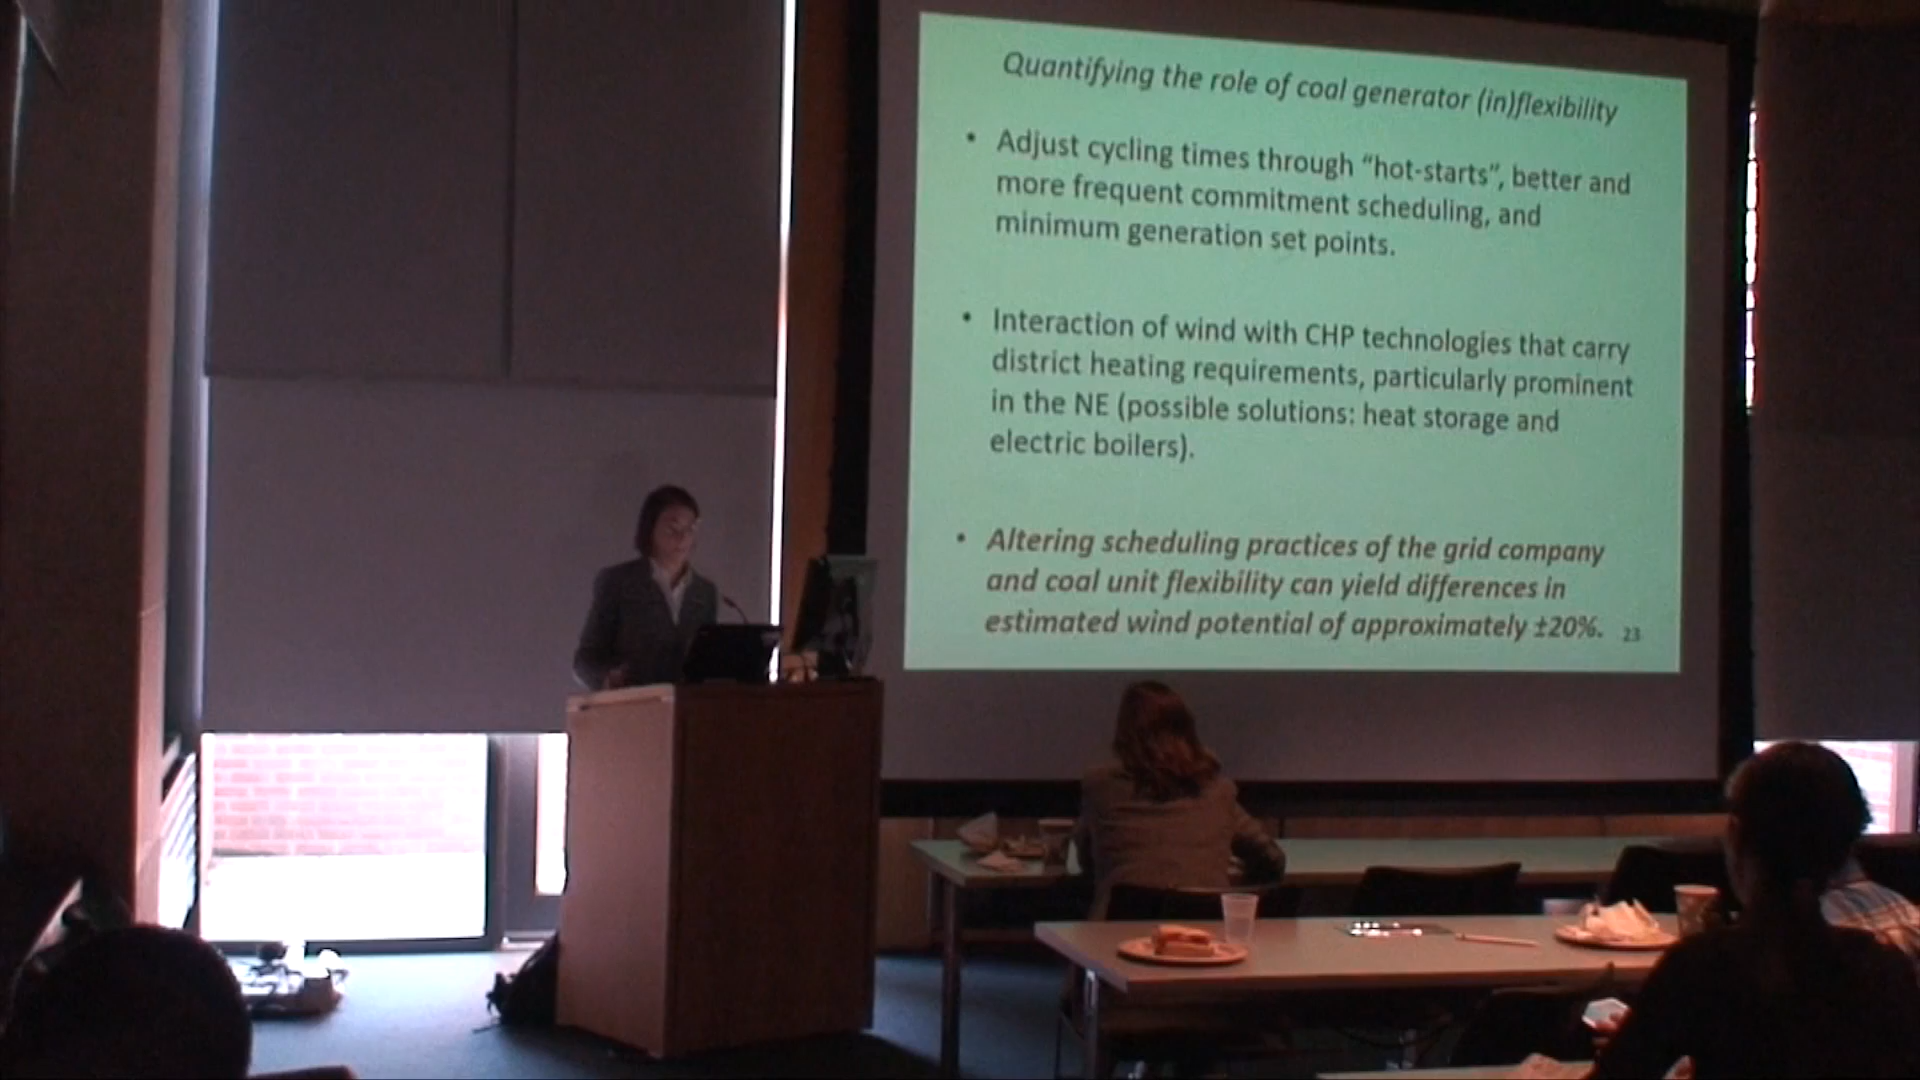 Quantifying the role of coal generator (in)flexibility
• Adjust cycling times through “hot-starts”, better and
more frequent commitment scheduling, and
minimum generation set points.
• Interaction of wind with CHP technologies that carry
district heating requirements, particularly prominent
in the NE (possible solutions: heat storage and
electric boilers).
• Altering scheduling practices of the grid company
and coal unit flexibility can yield differences in
estimated wind potential of approximately ±20%.
23